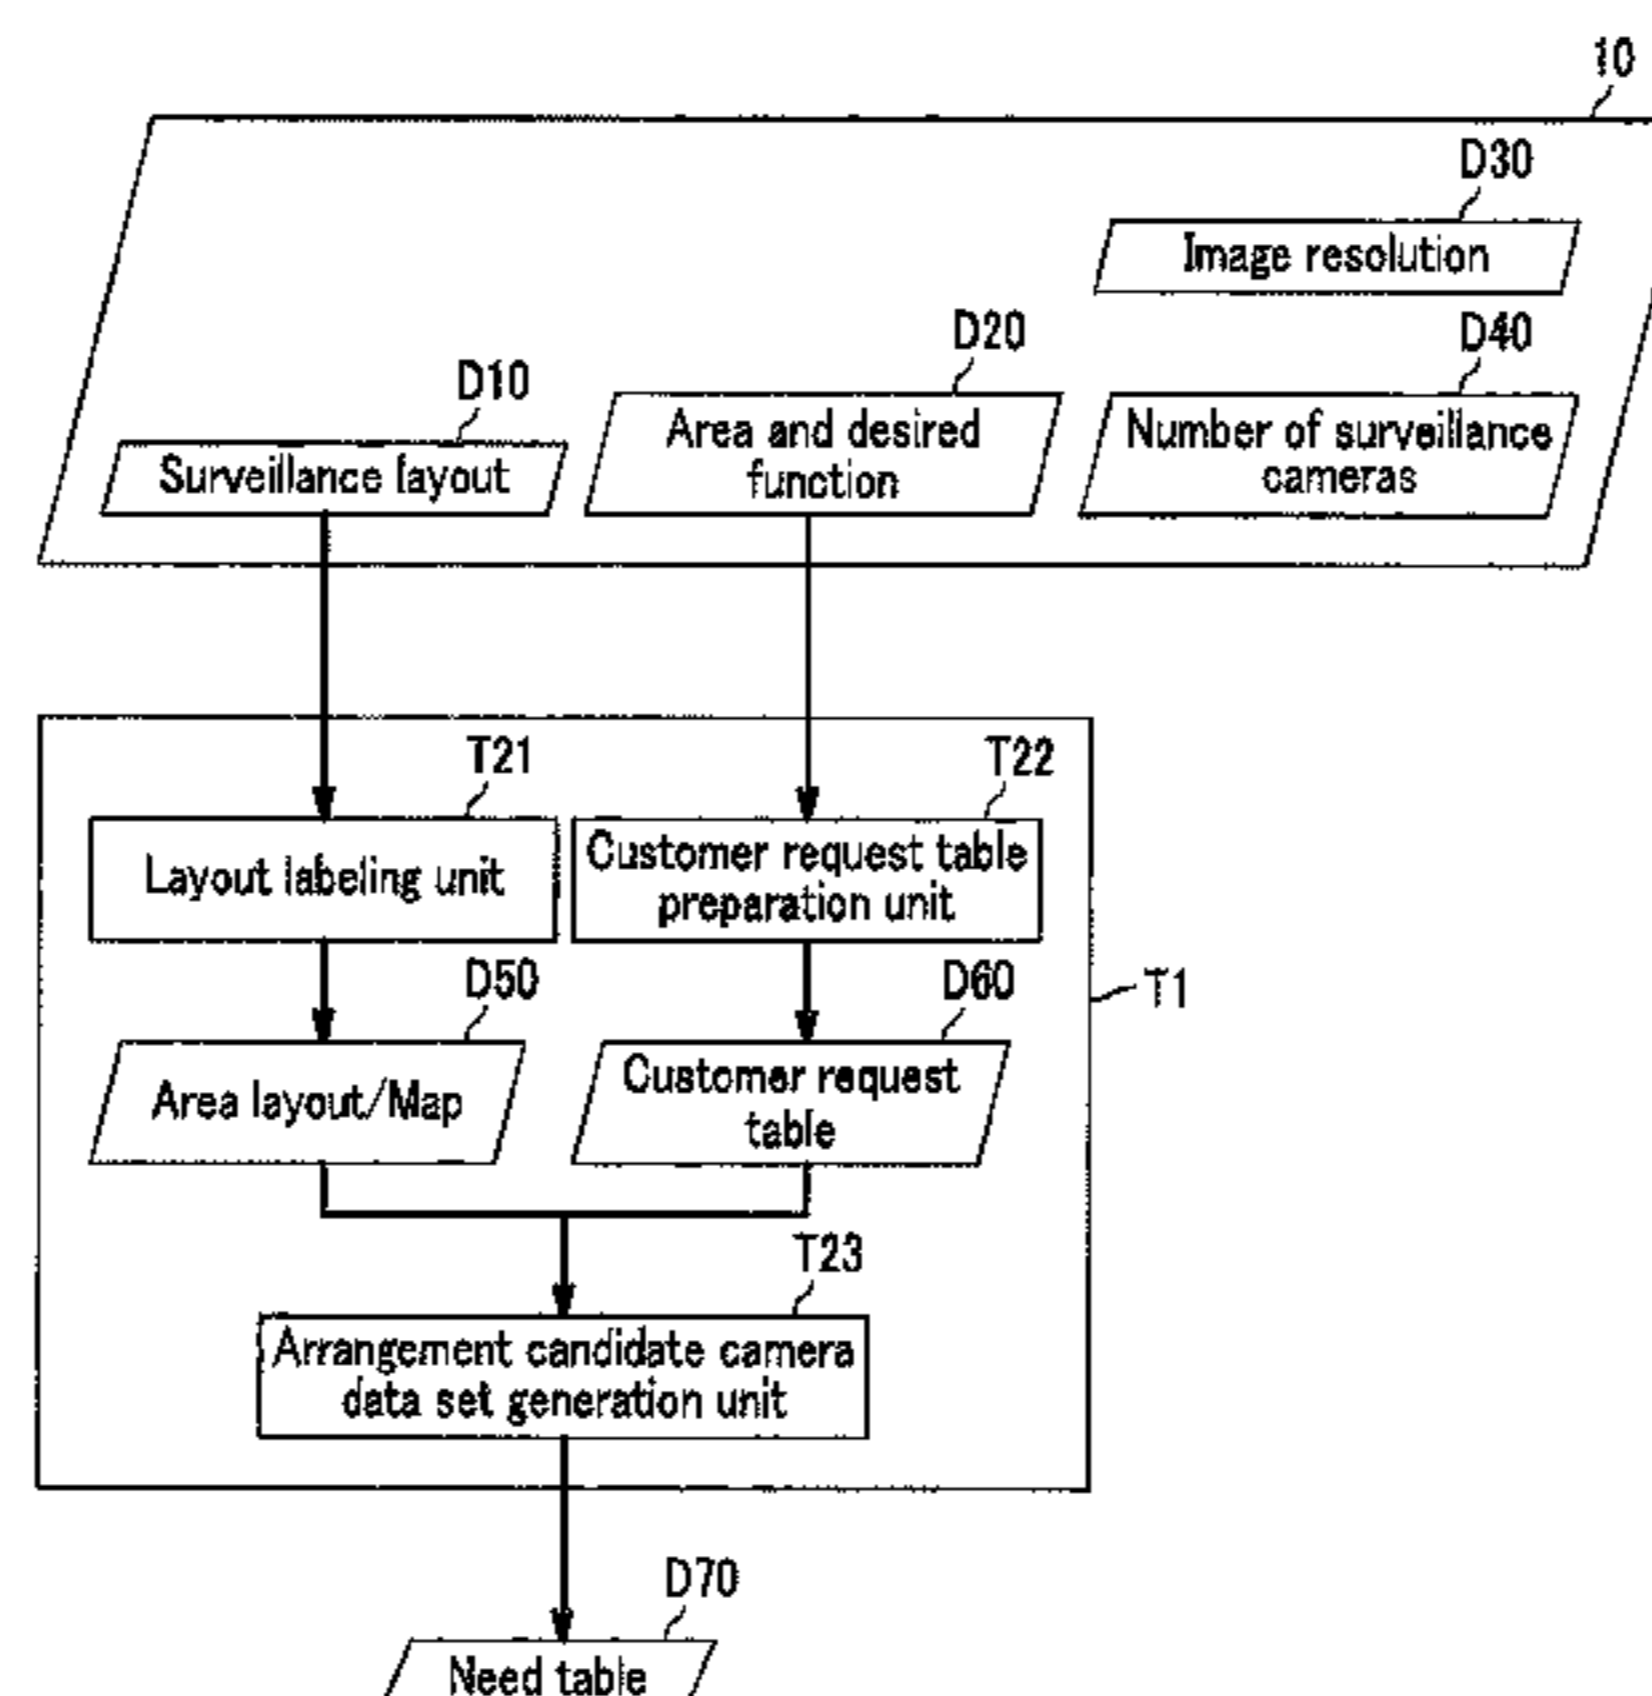 10
D30
Image resolution
D20
D40
D10
Area and desired
function
Number of surveillance
cameras
Surveillance layout
T21
T22
Layout labeling unit
Customer request table
preparation unit
D50
D60
T1
Area layout/Map
Customer request
table
T23
Arrangement candidate camera
data set generation unit
D70
Need table